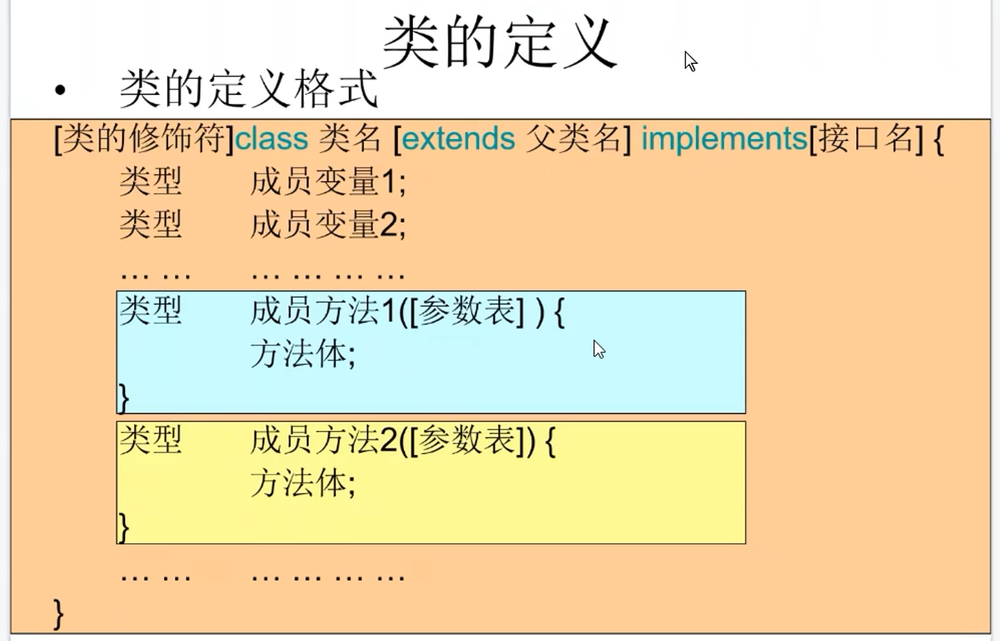 类的定义
• 类的定义格式
[类的修饰符]class 类名 [extends 父类名] implements[接口名] {
类型 成员变量1;
类型 成员变量2;
… … … … … …
类型 成员方法1([参数表] ) {
方法体;
}
类型 成员方法2([参数表]) {
方法体;
}
… … … … … …
}